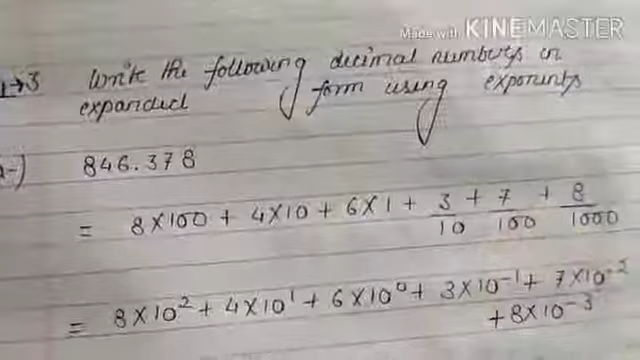 Made with KINEMASTER
→3 Write the following decimal numbers in
expanded form using exponents
a-) 846.378
= 8×100 + 4×10 + 6×1 + 3/10 + 7/100 + 8/1000
= 8×10² + 4×10¹ + 6×10⁰ + 3×10⁻¹ + 7×10⁻²
+ 8×10⁻³